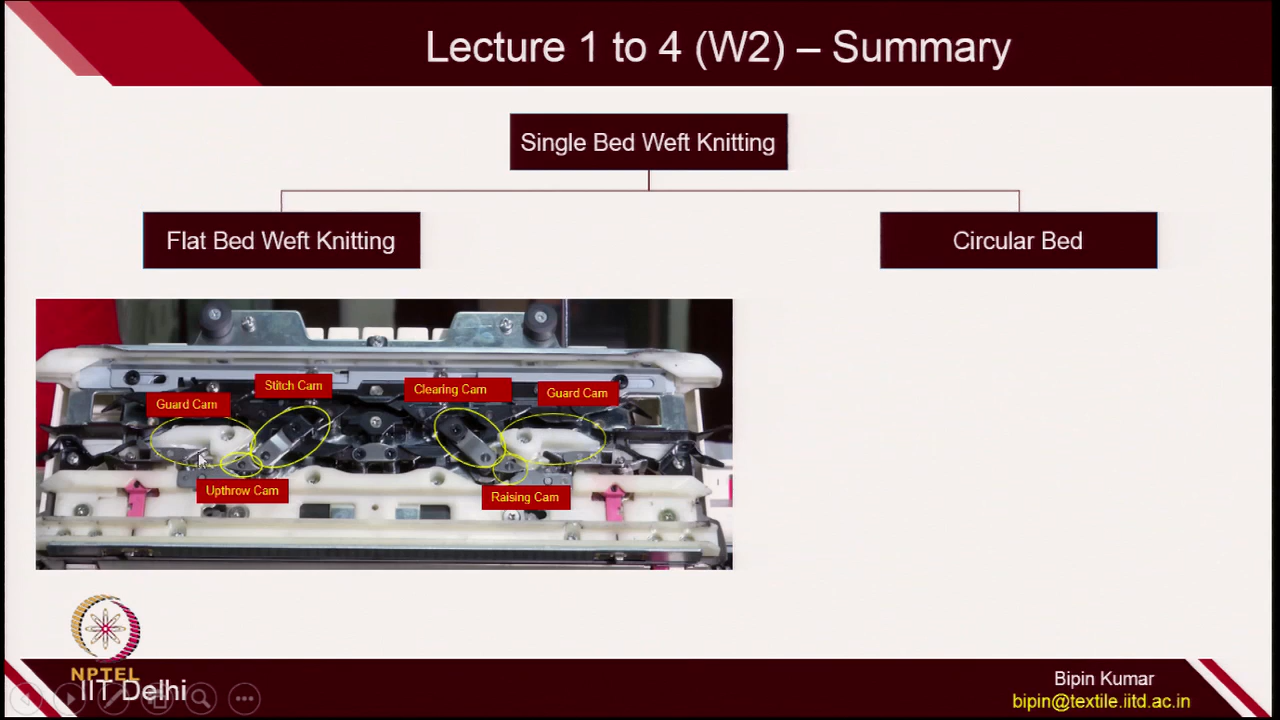 Lecture 1 to 4 (W2) – Summary
Single Bed Weft Knitting
Flat Bed Weft Knitting
Circular Bed
Stitch Cam
Clearing Cam
Guard Cam
Guard Cam
Upthrow Cam
Raising Cam
NPTEL
IIT Delhi
Bipin Kumar
bipin@textile.iitd.ac.in